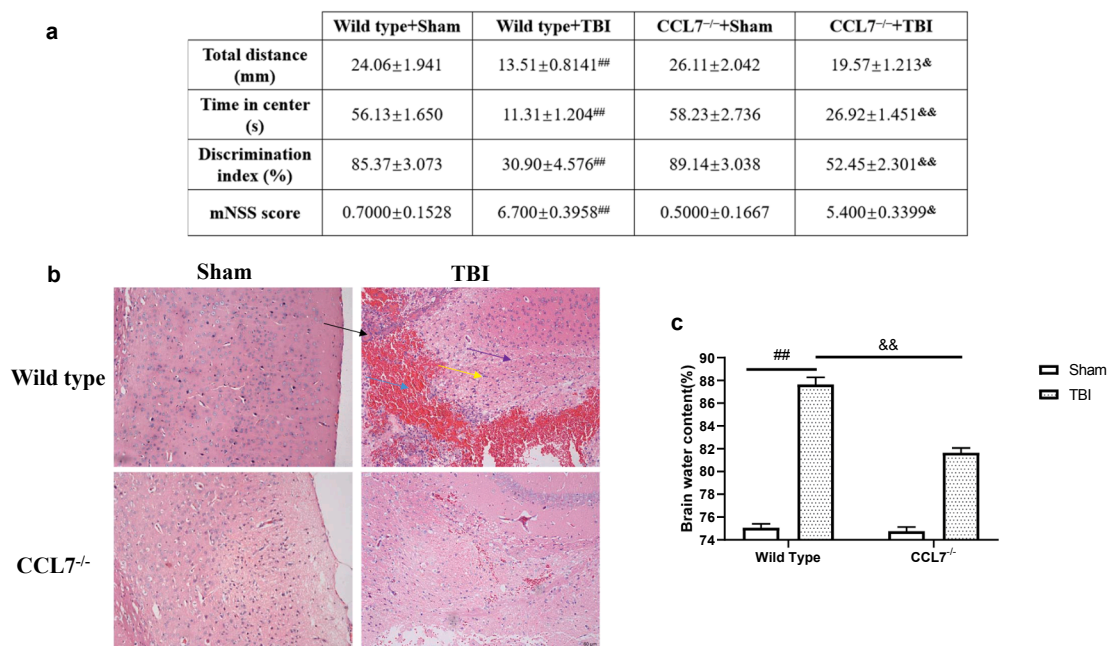 a
Wild type+Sham Wild type+TBI CCL7⁻/⁻+Sham CCL7⁻/⁻+TBI
Total distance
(mm) 24.06±1.941 13.51±0.8141## 26.11±2.042 19.57±1.213&
Time in center
(s) 56.13±1.650 11.31±1.204## 58.23±2.736 26.92±1.451&&
Discrimination
index (%) 85.37±3.073 30.90±4.576## 89.14±3.038 52.45±2.301&&
mNSS score 0.7000±0.1528 6.700±0.3958## 0.5000±0.1667 5.400±0.3399&
b
Sham TBI
Wild type
CCL7-/-
c
## &&
Sham
TBI
Brain water content(%)
90
88
86
84
82
80
78
76
74
Wild Type CCL7-/-